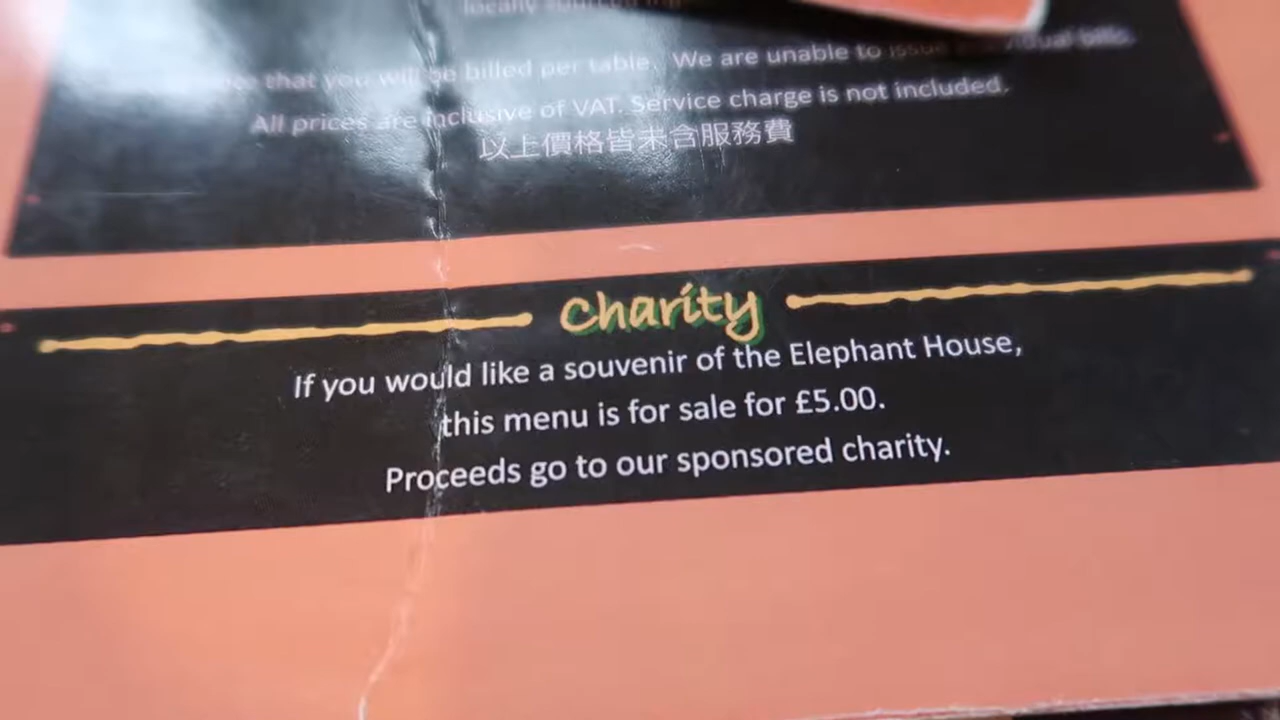 locally
that you will be billed per table. We are unable to issue individual bills.
All prices are inclusive of VAT. Service charge is not included.
以上價格皆未含服務費
Charity
If you would like a souvenir of the Elephant House,
this menu is for sale for £5.00.
Proceeds go to our sponsored charity.